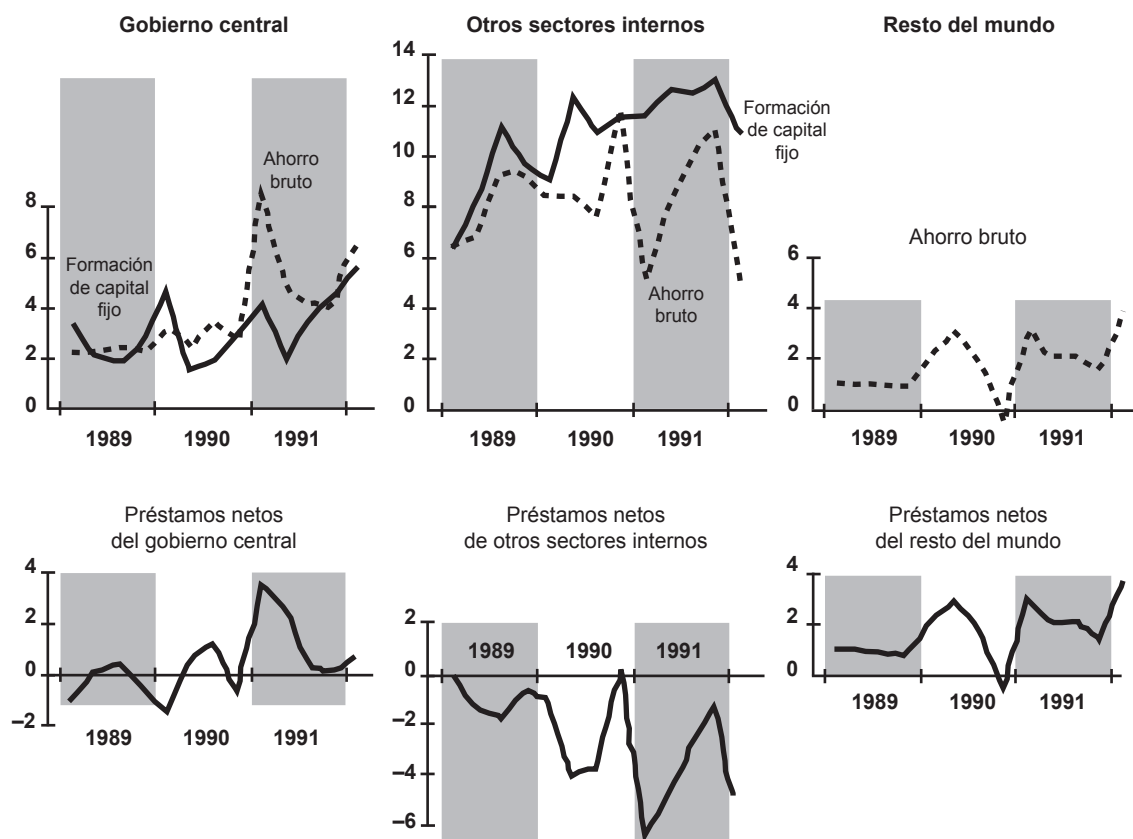 Gobierno central
8
6
4
2
0
Ahorro
bruto
Formación
de capital
fijo
1989
1990
1991
Otros sectores internos
14
12
10
8
6
4
2
0
Formación
de capital
fijo
Ahorro
bruto
1989
1990
1991
Resto del mundo
Ahorro bruto
6
4
2
0
1989
1990
1991
Préstamos netos
del gobierno central
4
2
0
–2
1989
1990
1991
Préstamos netos
de otros sectores internos
2
0
–2
–4
–6
1989
1990
1991
Préstamos netos
del resto del mundo
4
2
0
1989
1990
1991